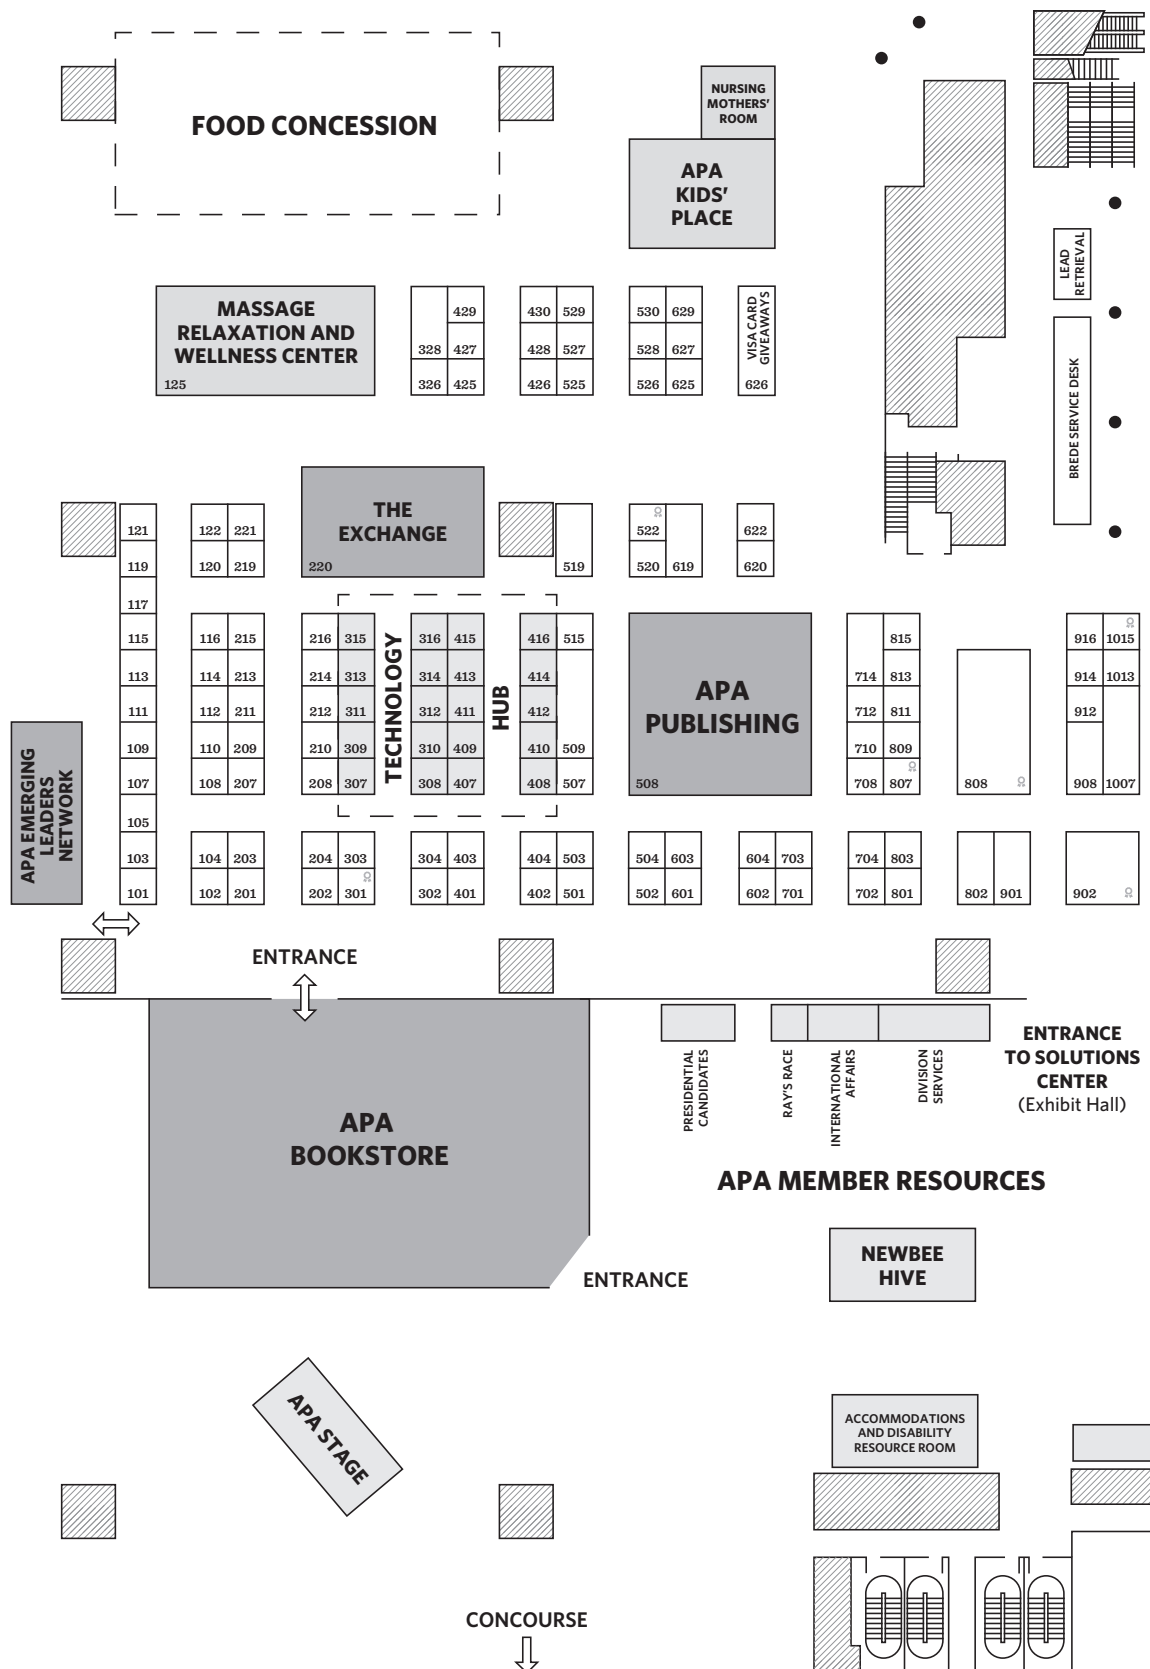 FOOD CONCESSION
NURSING
MOTHERS'
ROOM
APA
KIDS'
PLACE
LEAD
RETRIEVAL
MASSAGE
RELAXATION AND
WELLNESS CENTER
125
429
328 427
326 425
430 529
428 527
426 525
530 629
528 627
526 625
VISA CARD
GIVEAWAYS
626
BREDE SERVICE DESK
THE
EXCHANGE
220
121
119
117
115
113
111
109
107
105
103
101
122 221
120 219
519
522
520 619
622
620
116 215
114 213
112 211
110 209
108 207
216 315
214 313
212 311
210 309
208 307
TECHNOLOGY
HUB
316 415
314 413
312 411
310 409
308 407
416 515
414
412
410 509
408 507
APA
PUBLISHING
508
815
714 813
712 811
710 809
708 807
808
916 1015
914 1013
912
908 1007
APA EMERGING
LEADERS
NETWORK
104 203
102 201
204 303
202 301
304 403
302 401
404 503
402 501
504 603
502 601
604 703
602 701
704 803
702 801
802 901
902
ENTRANCE
PRESIDENTIAL
CANDIDATES
RAY'S RACE
INTERNATIONAL
AFFAIRS
DIVISION
SERVICES
ENTRANCE
TO SOLUTIONS
CENTER
(Exhibit Hall)
APA
BOOKSTORE
APA MEMBER RESOURCES
NEWBEE
HIVE
ENTRANCE
APA STAGE
ACCOMMODATIONS
AND DISABILITY
RESOURCE ROOM
CONCOURSE